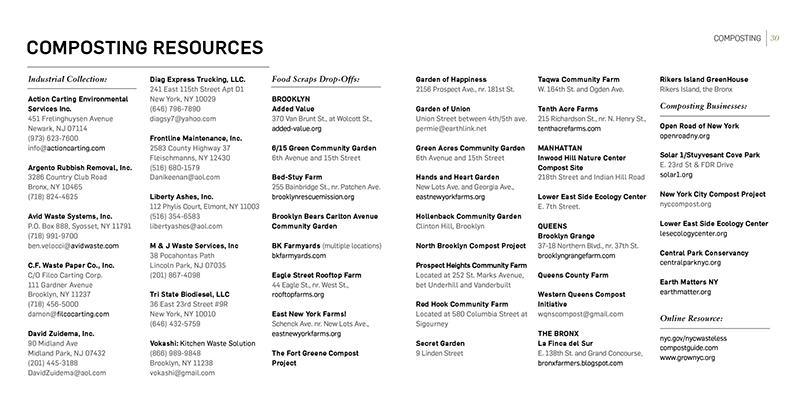 COMPOSTING 30
COMPOSTING RESOURCES
Industrial Collection:
Action Carting Environmental
Services Inc.
451 Frelinghuysen Avenue
Newark, NJ 07114
(973) 623-7600
info@actioncarting.com
Argento Rubbish Removal, Inc.
3286 Country Club Road
Bronx, NY 10465
(718) 824-4625
Avid Waste Systems, Inc.
P.O. Box 888, Syosset, NY 11791
(718) 991-9700
ben.velocci@avidwaste.com
C.F. Waste Paper Co., Inc.
C/O Filco Carting Corp.
111 Gardner Avenue
Brooklyn, NY 11237
(718) 456-5000
damon@filcocarting.com
David Zuidema, Inc.
90 Midland Ave
Midland Park, NJ 07432
(201) 445-3188
DavidZuidema@aol.com
Diag Express Trucking, LLC.
241 East 115th Street Apt D1
New York, NY 10029
(646) 796-7890
diagsy7@yahoo.com
Frontline Maintenance, Inc.
2583 County Highway 37
Fleischmanns, NY 12430
(516) 680-1579
Danikeenan@aol.com
Liberty Ashes, Inc.
112 Phylis Court, Elmont, NY 11003
(516) 354-6583
libertyashes@aol.com
M & J Waste Services, Inc
38 Pocahontas Path
Lincoln Park, NJ 07035
(201) 867-4098
Tri State Biodiesel, LLC
36 East 23rd Street #9R
New York, NY 10010
(646) 432-5759
Vokashi: Kitchen Waste Solution
(866) 989-9848
Brooklyn, NY 11238
vokashi@gmail.com
Food Scraps Drop-Offs:
BROOKLYN
Added Value
370 Van Brunt St., at Wolcott St.,
added-value.org
6/15 Green Community Garden
6th Avenue and 15th Street
Bed-Stuy Farm
255 Bainbridge St., nr. Patchen Ave.
brooklynrescuemission.org
Brooklyn Bears Carlton Avenue
Community Garden
BK Farmyards (multiple locations)
bkfarmyards.com
Eagle Street Rooftop Farm
44 Eagle St., nr. West St.,
rooftopfarms.org
East New York Farms!
Schenck Ave. nr. New Lots Ave.,
eastnewyorkfarms.org
The Fort Greene Compost
Project
Garden of Happiness
2156 Prospect Ave., nr. 181st St.
Garden of Union
Union Street between 4th/5th ave.
permie@earthlink.net
Green Acres Community Garden
6th Avenue and 15th Street
Hands and Heart Garden
New Lots Ave. and Georgia Ave.,
eastnewyorkfarms.org
Hollenback Community Garden
Clinton Hill, Brooklyn
North Brooklyn Compost Project
Prospect Heights Community Farm
Located at 252 St. Marks Avenue,
bet Underhill and Vanderbuilt
Red Hook Community Farm
Located at 580 Columbia Street at
Sigourney
Secret Garden
9 Linden Street
Taqwa Community Farm
W. 164th St. and Ogden Ave.
Tenth Acre Farms
215 Richardson St., nr. N. Henry St.,
tenthacrefarms.com
MANHATTAN
Inwood Hill Nature Center
Compost Site
218th Street and Indian Hill Road
Lower East Side Ecology Center
E. 7th Street.
QUEENS
Brooklyn Grange
37-18 Northern Blvd., nr. 37th St.
brooklyngrangefarm.com
Queens County Farm
Western Queens Compost
Initiative
wqnscompost@gmail.com
THE BRONX
La Finca del Sur
E. 138th St. and Grand Concourse,
bronxfarmers.blogspot.com
Rikers Island GreenHouse
Rikers Island, the Bronx
Composting Businesses:
Open Road of New York
openroadny.org
Solar 1/Stuyvesant Cove Park
E. 23rd St & FDR Drive
solar1.org
New York City Compost Project
nyccompost.org
Lower East Side Ecology Center
lesecologycenter.org
Central Park Conservancy
centralparknyc.org
Earth Matters NY
earthmatter.org
Online Resource:
nyc.gov/nycwasteless
compostguide.com
www.grownyc.org